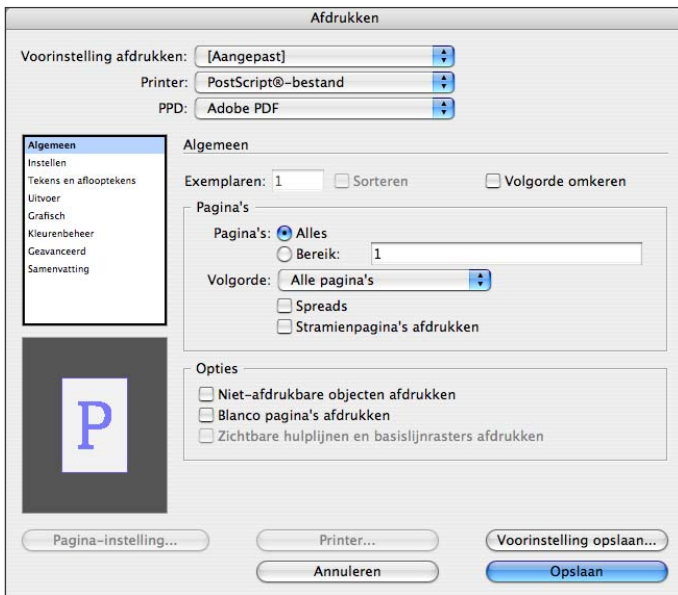 Afdrukken
Voorinstelling afdrukken: [Aangepast]
Printer: PostScript®-bestand
PPD: Adobe PDF
Algemeen
Instellen
Tekens en aflooptekens
Uitvoer
Grafisch
Kleurenbeheer
Geavanceerd
Samenvatting
P
Algemeen
Exemplaren: 1 Sorteren Volgorde omkeren
Pagina's
Pagina's: Alles
Bereik: 1
Volgorde: Alle pagina's
Spreads
Stramienpagina's afdrukken
Opties
Niet-afdrukbare objecten afdrukken
Blanco pagina's afdrukken
Zichtbare hulplijnen en basislijnrasters afdrukken
Pagina-instelling... Printer... Voorinstelling opslaan...
Annuleren Opslaan